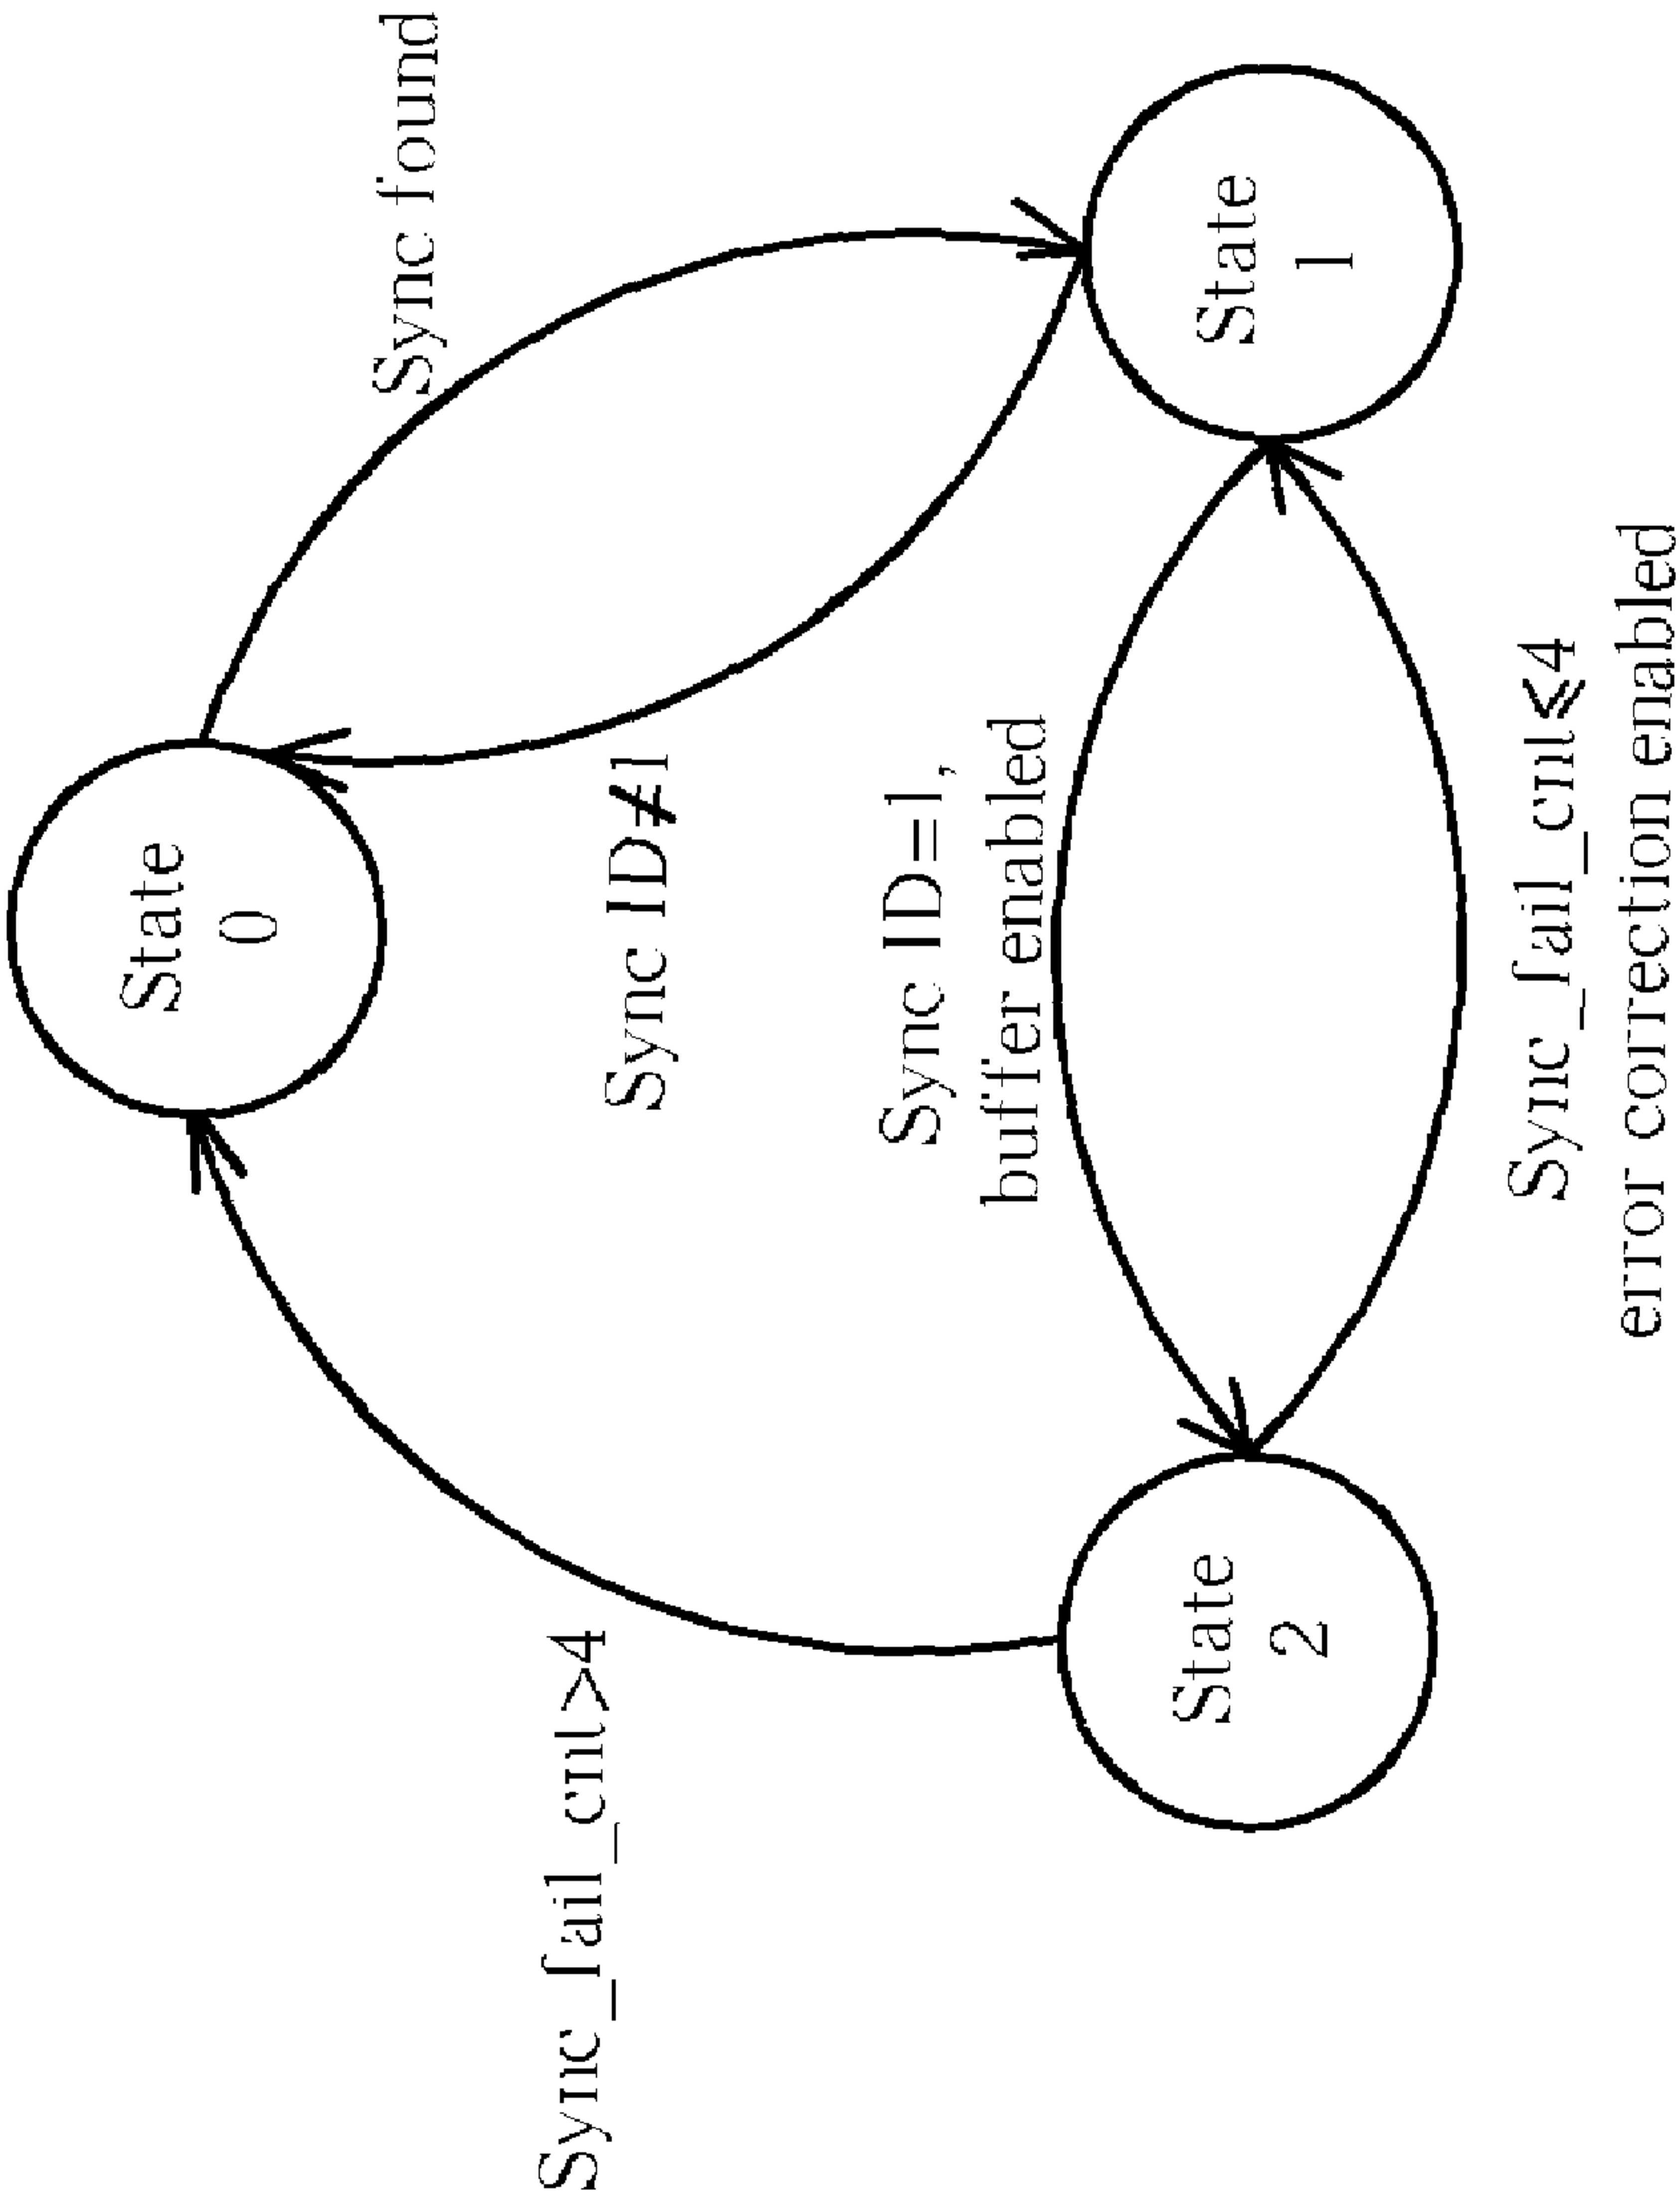 State
0
Sync found
Sync_fail_cnt>4
Sync ID≠1
Sync ID=1,
buffer enabled
State
2
State
1
Sync_fail_cnt⩽4
error correction enabled